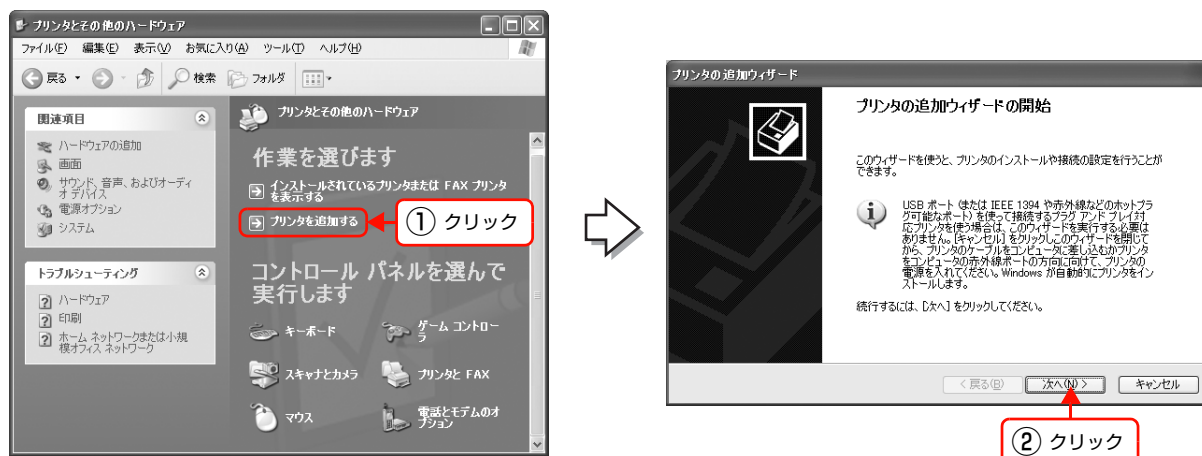 プリンタとその他のハードウェア
ファイル(F) 編集(E) 表示(V) お気に入り(A) ツール(T) ヘルプ(H)
戻る 検索 フォルダ
関連項目
ハードウェアの追加
画面
サウンド、音声、およびオーディ
オ デバイス
電源オプション
システム
トラブルシューティング
ハードウェア
印刷
ホーム ネットワークまたは小規
模オフィス ネットワーク
プリンタとその他のハードウェア
作業を選びます
インストールされているプリンタまたは FAX プリンタ
を表示する
プリンタを追加する
① クリック
コントロール パネルを選んで
実行します
キーボード
ゲーム コントロー
ラ
スキャナとカメラ
プリンタと FAX
マウス
電話とモデムのオ
プション
プリンタの追加ウィザード
プリンタの追加ウィザードの開始
このウィザードを使うと、プリンタのインストールや接続の設定を行うことが
できます。
USB ポート (または IEEE 1394 や赤外線などのホットプラ
グ可能なポート) を使って接続するプラグ アンド プレイ対
応プリンタを使う場合は、このウィザードを実行する必要は
ありません。[キャンセル] をクリックしてこのウィザードを閉じて
から、プリンタのケーブルをコンピュータに差し込むかプリンタ
をコンピュータの赤外線ポートの方向に向けて、プリンタの
電源を入れてください。Windows が自動的にプリンタをイン
ストールします。
続行するには、[次へ] をクリックしてください。
< 戻る(B) 次へ(N) > キャンセル
② クリック